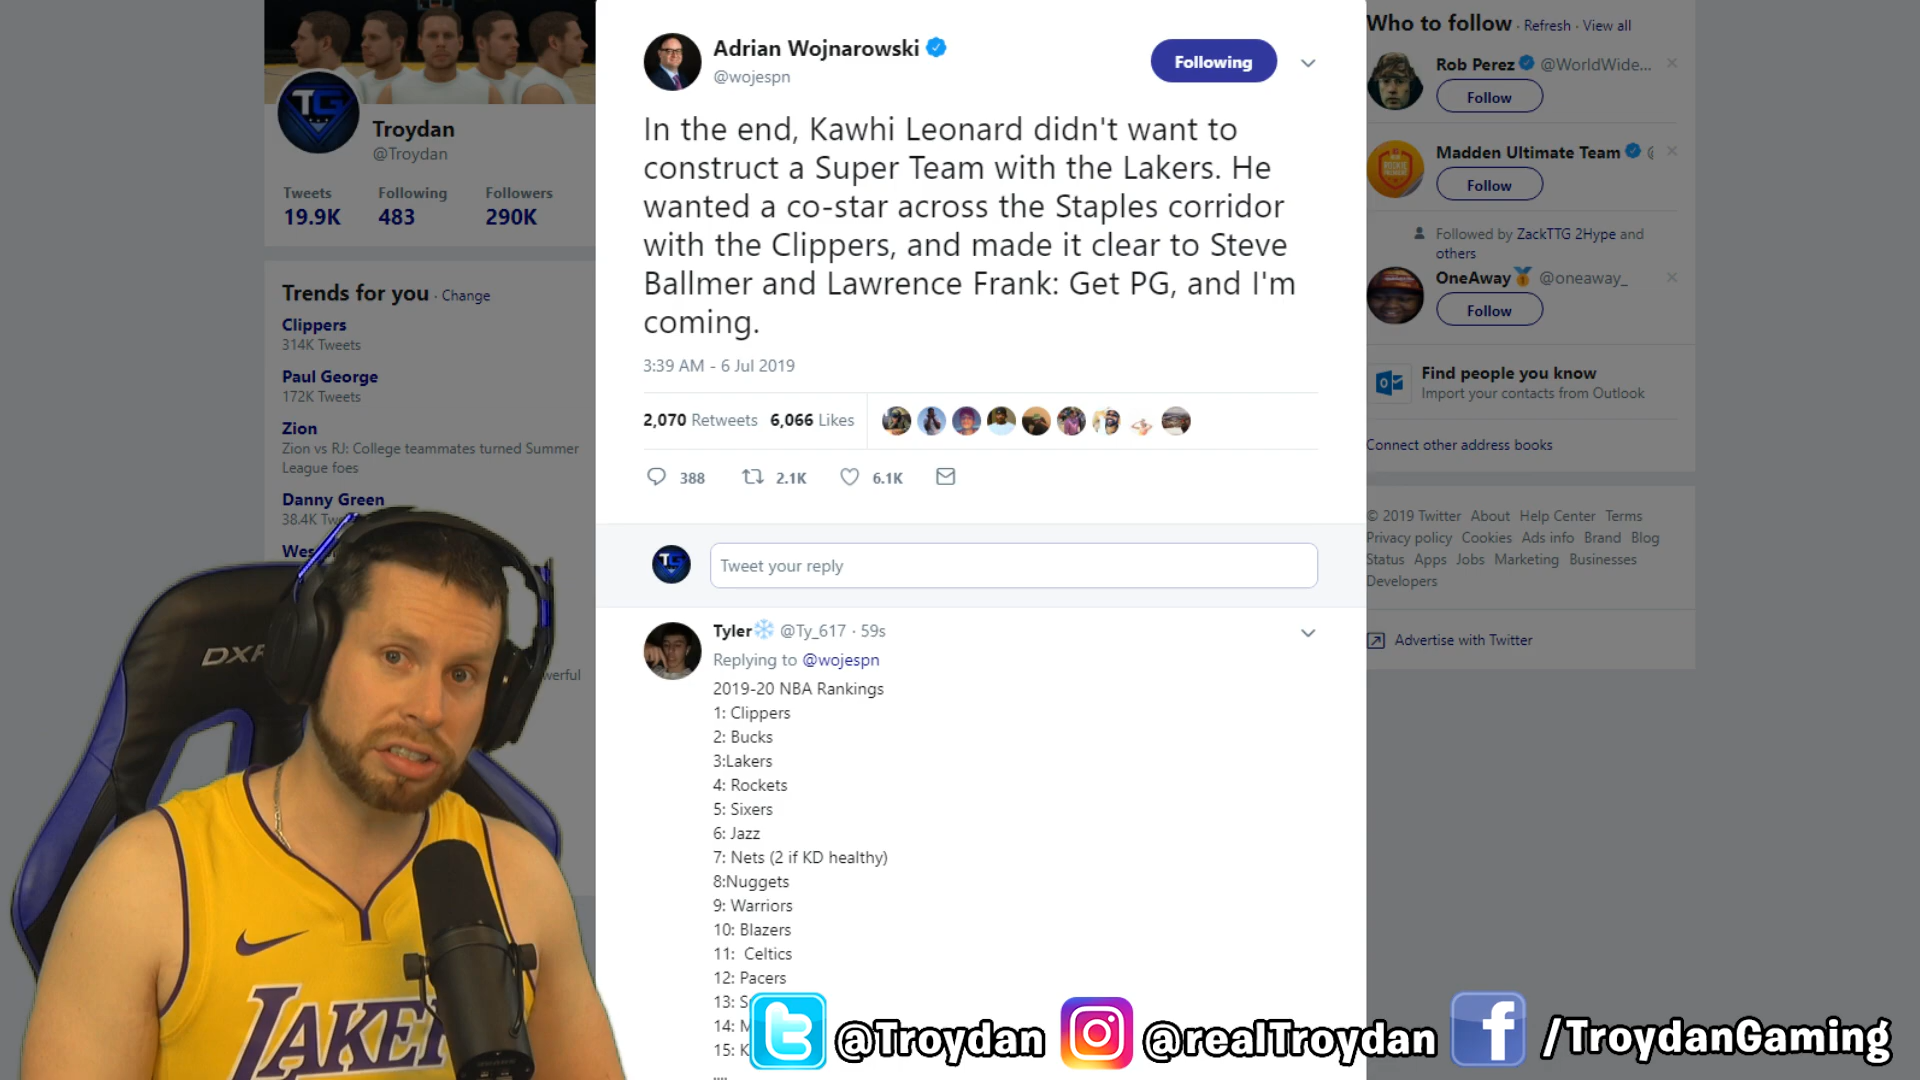 Troydan
@Troydan
Tweets Following Followers
19.9K 483 290K
Trends for you · Change
Clippers
314K Tweets
Paul George
172K Tweets
Zion
Zion vs RJ: College teammates turned Summer
League foes
Danny Green
38.4K
Adrian Wojnarowski
@wojespn
Following
In the end, Kawhi Leonard didn't want to
construct a Super Team with the Lakers. He
wanted a co-star across the Staples corridor
with the Clippers, and made it clear to Steve
Ballmer and Lawrence Frank: Get PG, and I'm
coming.
3:39 AM - 6 Jul 2019
2,070 Retweets 6,066 Likes
388 2.1K 6.1K
Tweet your reply
Tyler @Ty_617 · 59s
Replying to @wojespn
2019-20 NBA Rankings
1: Clippers
2: Bucks
3:Lakers
4: Rockets
5: Sixers
6: Jazz
7: Nets (2 if KD healthy)
8:Nuggets
9: Warriors
10: Blazers
11: Celtics
12: Pacers
13: S
14: M
15: K
....
Who to follow · Refresh · View all
Rob Perez @WorldWide...
Follow
Madden Ultimate Team
Follow
Followed by ZackTTG 2Hype and
others
OneAway @oneaway_
Follow
Find people you know
Import your contacts from Outlook
Connect other address books
© 2019 Twitter About Help Center Terms
Privacy policy Cookies Ads info Brand Blog
Status Apps Jobs Marketing Businesses
Developers
Advertise with Twitter
TG
DXR
LAKER
@Troydan @realTroydan /TroydanGaming